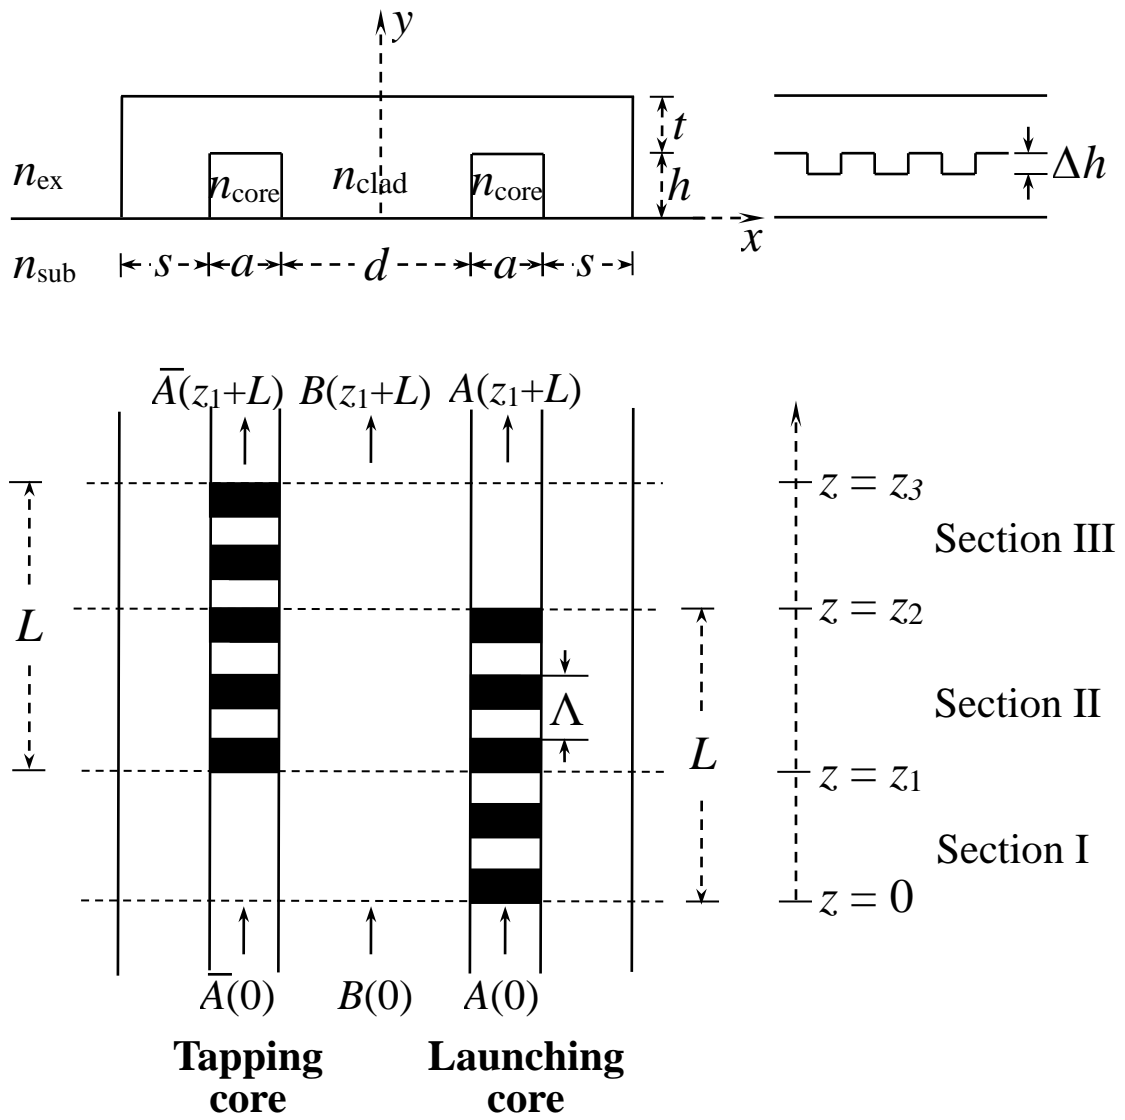 y
t
n_ex
n_core
n_clad
n_core
h
Δh
x
n_sub
s
a
d
a
s
A̅(z₁+L)
B(z₁+L)
A(z₁+L)
z = z₃
Section III
L
z = z₂
Λ
Section II
L
z = z₁
Section I
z = 0
A̅(0)
B(0)
A(0)
Tapping
core
Launching
core